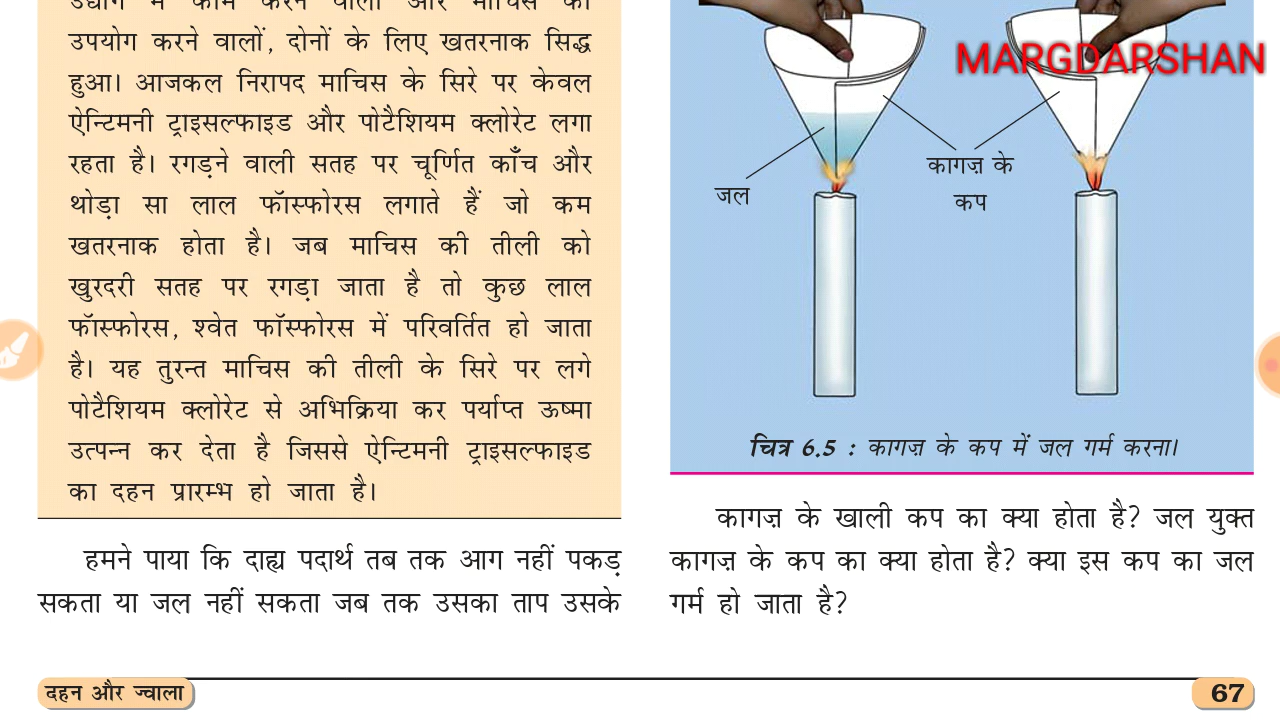 उद्योग में काम करने वालों और माचिस का
उपयोग करने वालों, दोनों के लिए खतरनाक सिद्ध
हुआ। आजकल निरापद माचिस के सिरे पर केवल
ऐन्टिमनी ट्राइसल्फाइड और पोटैशियम क्लोरेट लगा
रहता है। रगड़ने वाली सतह पर चूर्णित काँच और
थोड़ा सा लाल फॉस्फोरस लगाते हैं जो कम
खतरनाक होता है। जब माचिस की तीली को
खुरदरी सतह पर रगड़ा जाता है तो कुछ लाल
फॉस्फोरस, श्वेत फॉस्फोरस में परिवर्तित हो जाता
है। यह तुरन्त माचिस की तीली के सिरे पर लगे
पोटैशियम क्लोरेट से अभिक्रिया कर पर्याप्त ऊष्मा
उत्पन्न कर देता है जिससे ऐन्टिमनी ट्राइसल्फाइड
का दहन प्रारम्भ हो जाता है।
हमने पाया कि दाह्य पदार्थ तब तक आग नहीं पकड़
सकता या जल नहीं सकता जब तक उसका ताप उसके
MARGDARSHAN
जल
कागज़ के
कप
चित्र 6.5 : कागज़ के कप में जल गर्म करना।
कागज़ के खाली कप का क्या होता है? जल युक्त
कागज़ के कप का क्या होता है? क्या इस कप का जल
गर्म हो जाता है?
दहन और ज्वाला
67